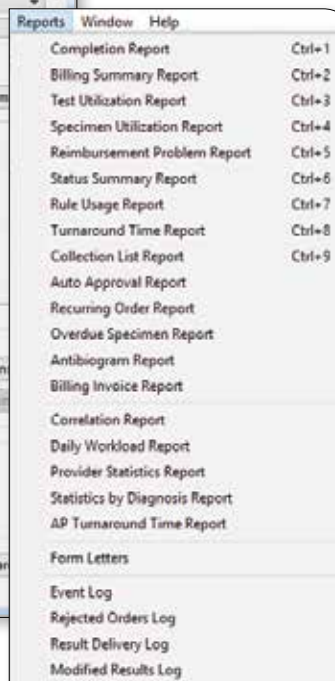 Reports Window Help
Completion Report Ctrl+1
Billing Summary Report Ctrl+2
Test Utilization Report Ctrl+3
Specimen Utilization Report Ctrl+4
Reimbursement Problem Report Ctrl+5
Status Summary Report Ctrl+6
Rule Usage Report Ctrl+7
Turnaround Time Report Ctrl+8
Collection List Report Ctrl+9
Auto Approval Report
Recurring Order Report
Overdue Specimen Report
Antibiogram Report
Billing Invoice Report
Correlation Report
Daily Workload Report
Provider Statistics Report
Statistics by Diagnosis Report
AP Turnaround Time Report
Form Letters
Event Log
Rejected Orders Log
Result Delivery Log
Modified Results Log